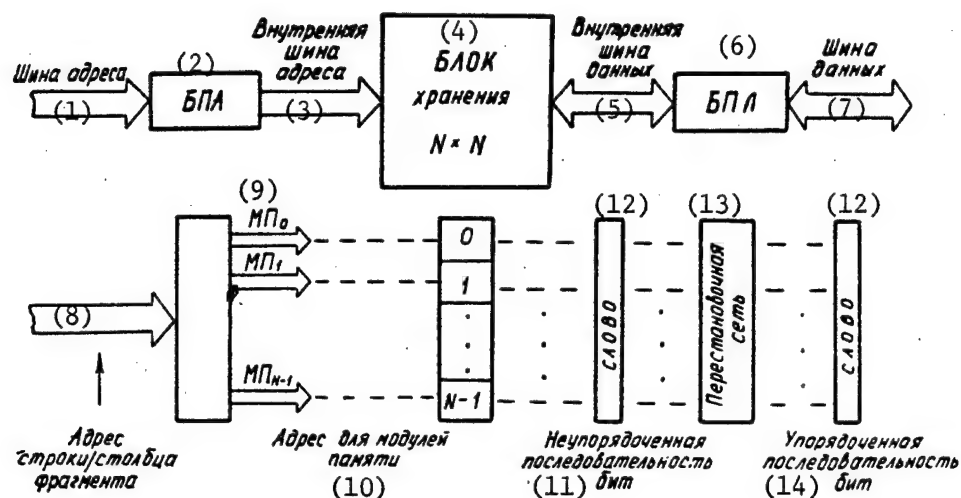 Шина адреса
(1)
(2)
БПА
Внутренняя
шина
адреса
(3)
(4)
БЛОК
хранения
N × N
Внутренняя
шина
данных
(5)
(6)
БПЛ
Шина
данных
(7)
(8)
Адрес
строки/столбца
фрагмента
(9)
МП₀
МП₁
МПN-1
Адрес для модулей
памяти
(10)
0
1
N-1
(12)
СЛОВО
Неупорядоченная
последовательность
(11) бит
(13)
Перестановочная
сеть
(12)
СЛОВО
Упорядоченная
последовательность
(14) бит